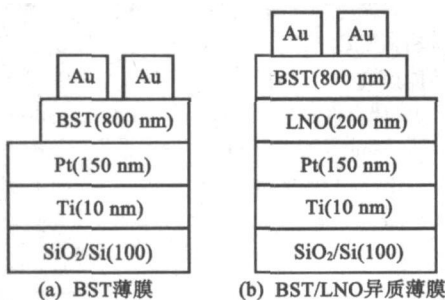 Au Au
BST(800 nm)
Pt(150 nm)
Ti(10 nm)
SiO₂/Si(100)
(a) BST薄膜
Au Au
BST(800 nm)
LNO(200 nm)
Pt(150 nm)
Ti(10 nm)
SiO₂/Si(100)
(b) BST/LNO异质薄膜